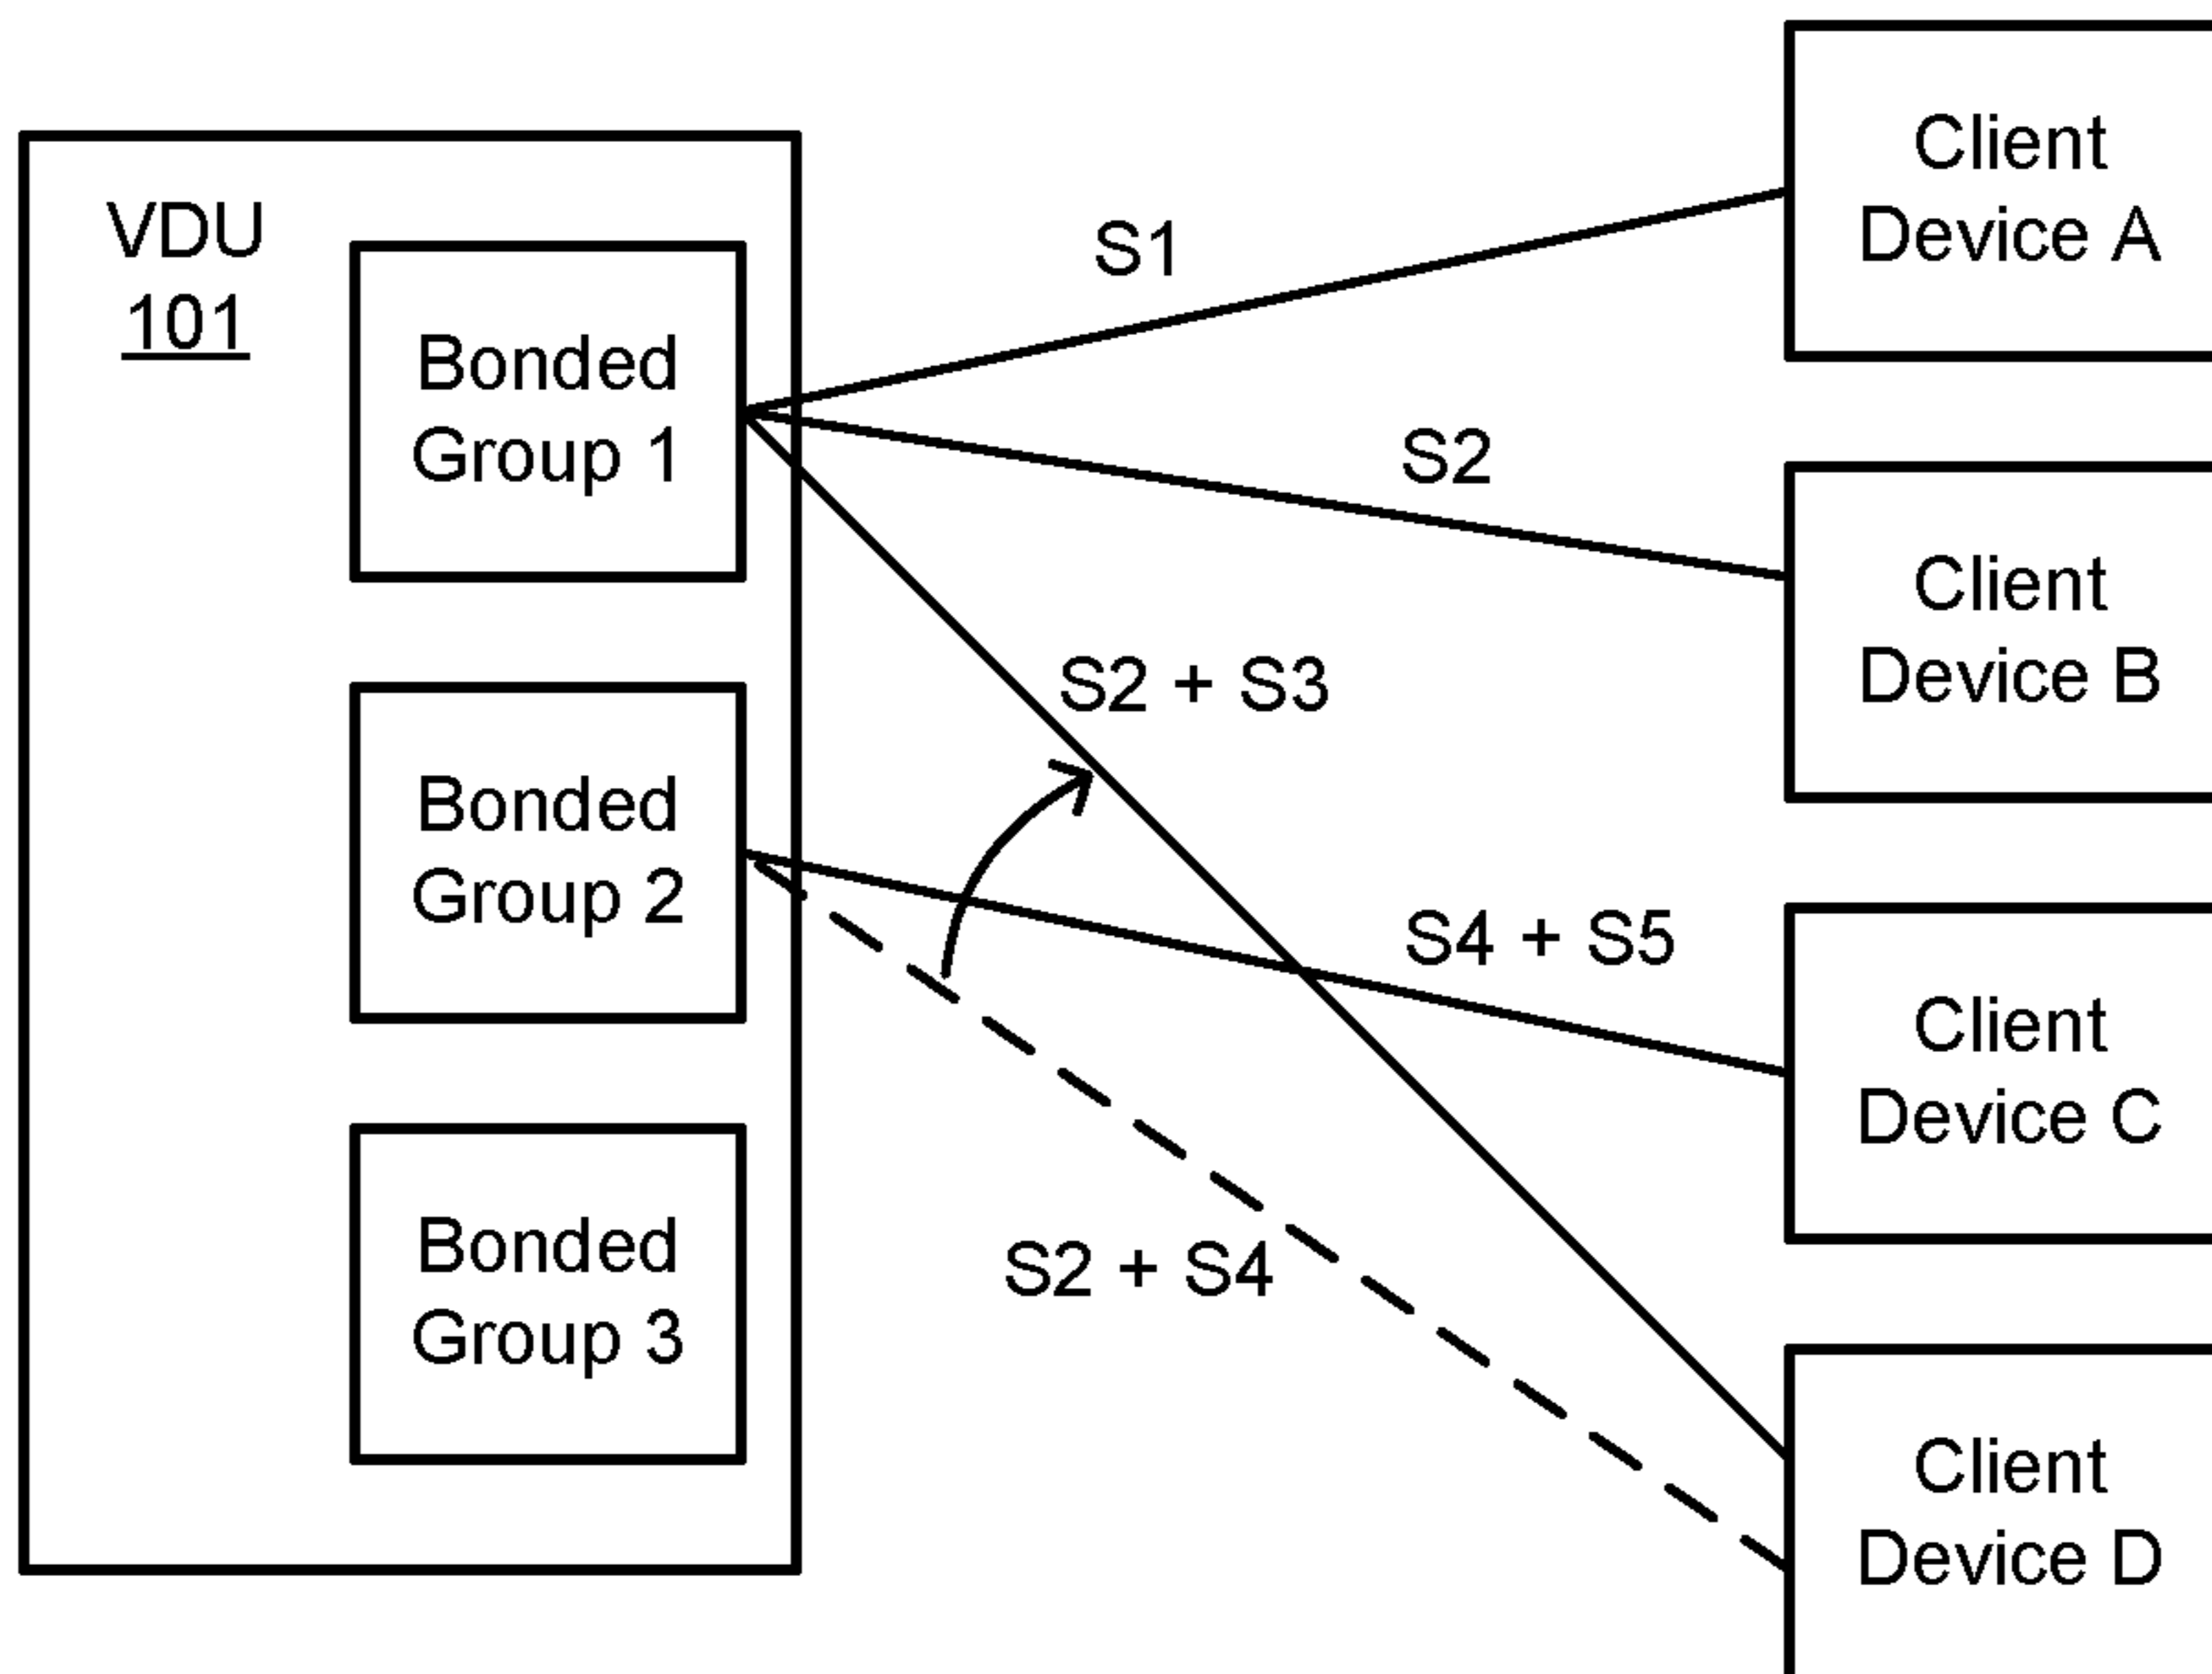 VDU
101
Bonded
Group 1
Bonded
Group 2
Bonded
Group 3
S1
S2
S2 + S3
S4 + S5
S2 + S4
Client
Device A
Client
Device B
Client
Device C
Client
Device D